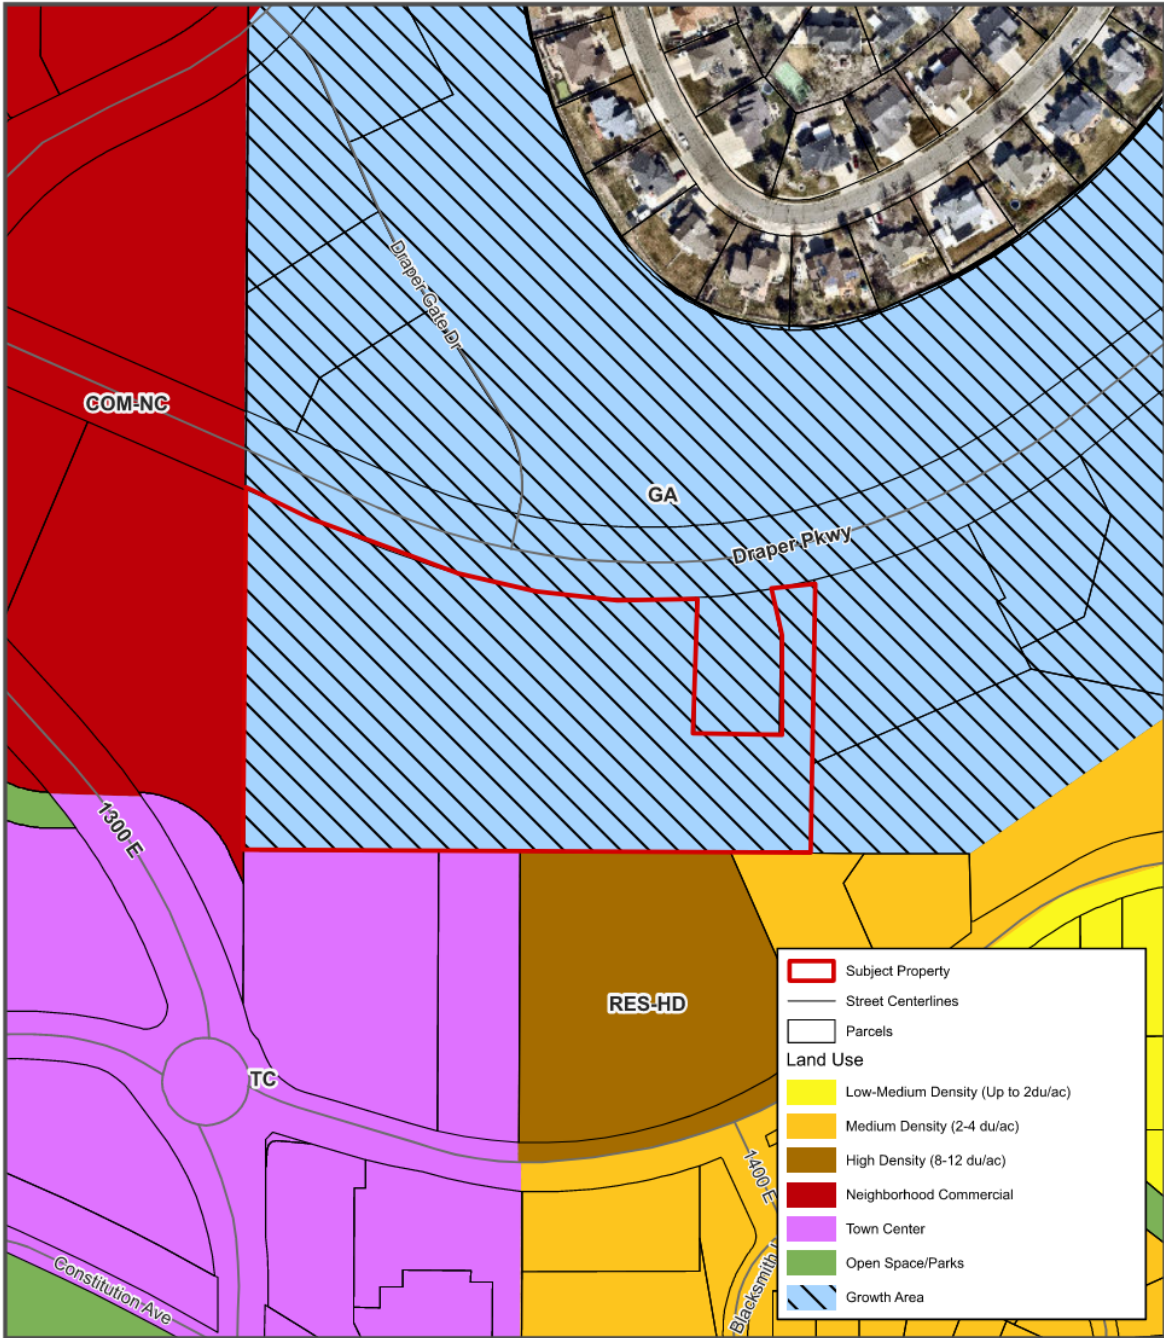 Draper Gate Dr
COM-NC
GA
Draper Pkwy
1300 E
RES-HD
TC
1400 E
Blacksmith
Constitution Ave
Subject Property
Street Centerlines
Parcels
Land Use
Low-Medium Density (Up to 2du/ac)
Medium Density (2-4 du/ac)
High Density (8-12 du/ac)
Neighborhood Commercial
Town Center
Open Space/Parks
Growth Area